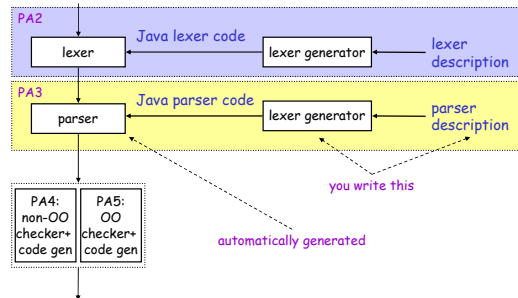 PA2
lexer
Java lexer code
lexer generator
lexer
description
PA3
parser
Java parser code
lexer generator
parser
description
you write this
PA4:
non-OO
checker+
code gen
PA5:
OO
checker+
code gen
automatically generated